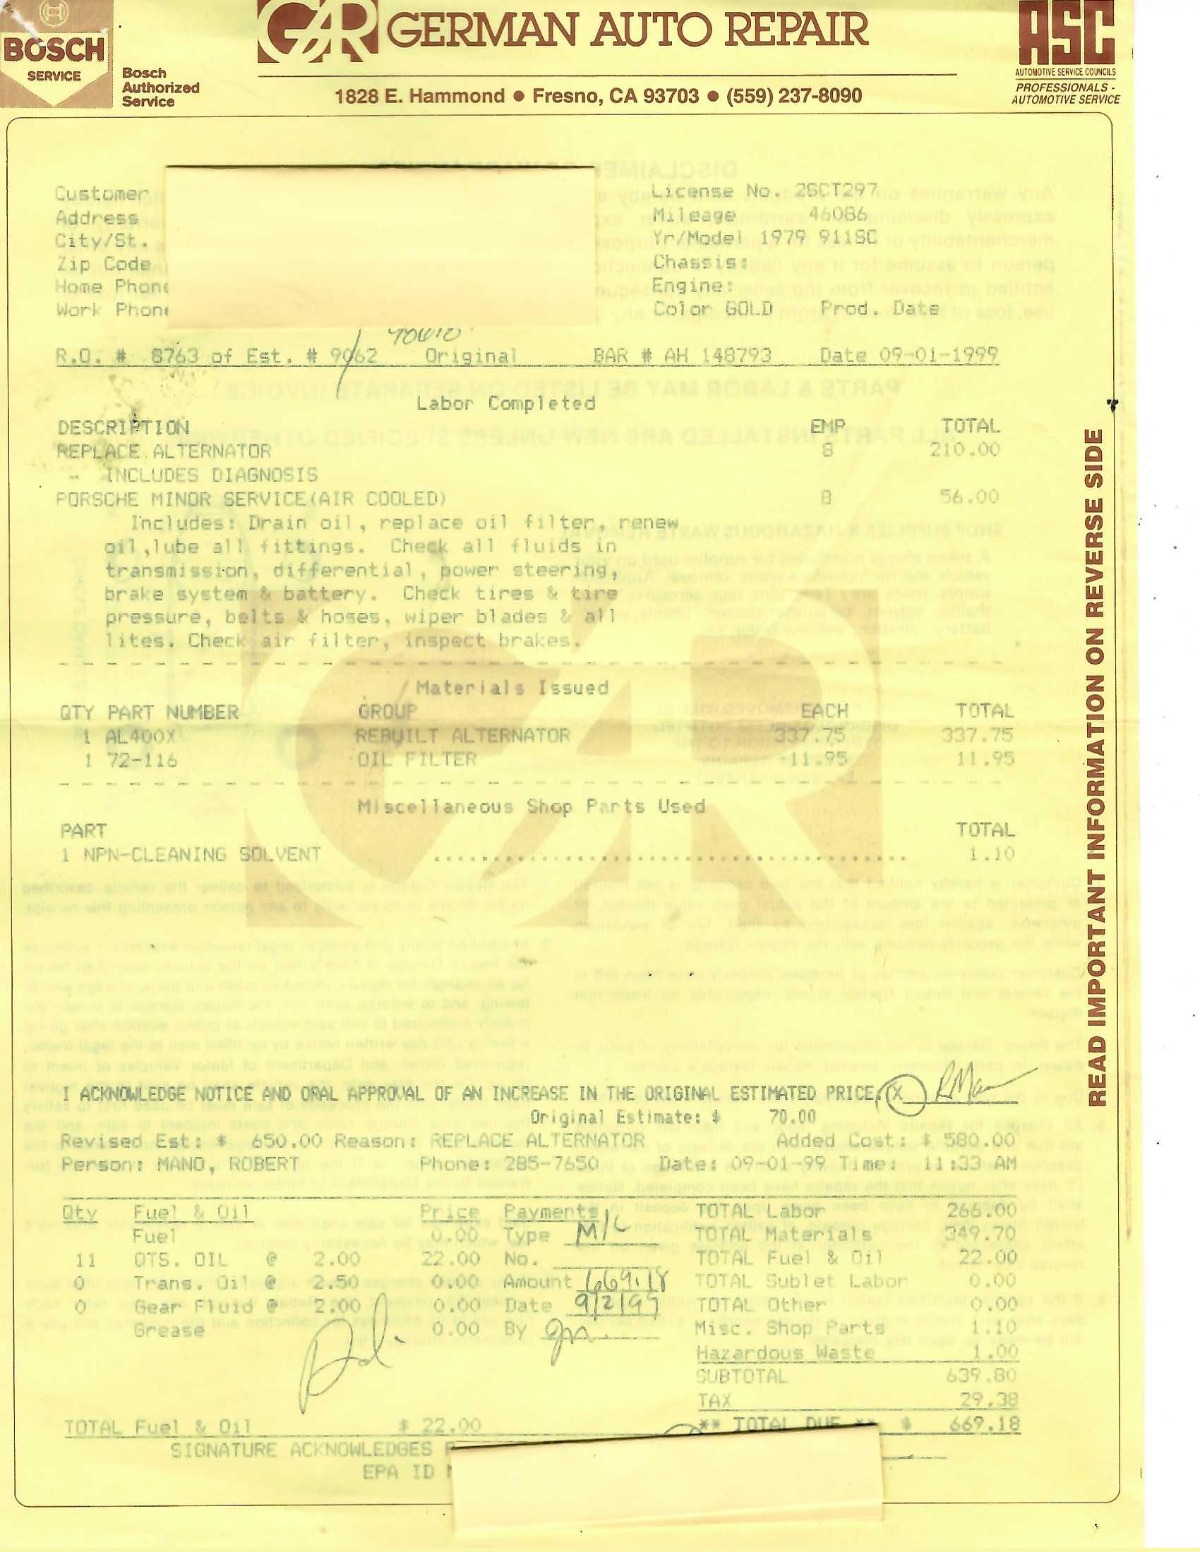 BOSCH
SERVICE
Bosch
Authorized
Service
GAR GERMAN AUTO REPAIR
1828 E. Hammond ● Fresno, CA 93703 ● (559) 237-8090
ASC
AUTOMOTIVE SERVICE COUNCILS
PROFESSIONALS -
AUTOMOTIVE SERVICE
Customer License No. 2SCT297
Address Mileage 46086
City/St. Yr/Model 1979 911SC
Zip Code Chassis:
Home Phone Engine:
Work Phone Color GOLD Prod. Date
R.O. # 8763 of Est. # 9062 Original BAR # AH 148793 Date 09-01-1999
Labor Completed
DESCRIPTION EMP TOTAL
REPLACE ALTERNATOR 8 210.00
- INCLUDES DIAGNOSIS
PORSCHE MINOR SERVICE(AIR COOLED) 8 56.00
Includes: Drain oil, replace oil filter, renew
oil,lube all fittings. Check all fluids in
transmission, differential, power steering,
brake system & battery. Check tires & tire
pressure, belts & hoses, wiper blades & all
lites. Check air filter, inspect brakes.
Materials Issued
QTY PART NUMBER GROUP EACH TOTAL
1 AL400X REBUILT ALTERNATOR 337.75 337.75
1 72-116 OIL FILTER 11.95 11.95
Miscellaneous Shop Parts Used
PART TOTAL
1 NPN-CLEANING SOLVENT ........................................ 1.10
READ IMPORTANT INFORMATION ON REVERSE SIDE
I ACKNOWLEDGE NOTICE AND ORAL APPROVAL OF AN INCREASE IN THE ORIGINAL ESTIMATED PRICE. (X
Original Estimate: $ 70.00
Revised Est: $ 650.00 Reason: REPLACE ALTERNATOR Added Cost: $ 580.00
Person: MANO, ROBERT Phone: 285-7650 Date: 09-01-99 Time: 11:33 AM
Qty Fuel & Oil Price Payments TOTAL Labor 266.00
Fuel 0.00 Type M/C TOTAL Materials 349.70
11 QTS. OIL @ 2.00 22.00 No. TOTAL Fuel & Oil 22.00
0 Trans. Oil @ 2.50 0.00 Amount 669.18 TOTAL Sublet Labor 0.00
0 Gear Fluid @ 2.00 0.00 Date 9/2/97 TOTAL Other 0.00
Grease 0.00 By Misc. Shop Parts 1.10
Hazardous Waste 1.00
SUBTOTAL 639.80
TAX 29.38
TOTAL Fuel & Oil $ 22.00 ** TOTAL DUE ** $ 669.18
SIGNATURE ACKNOWLEDGES
EPA ID